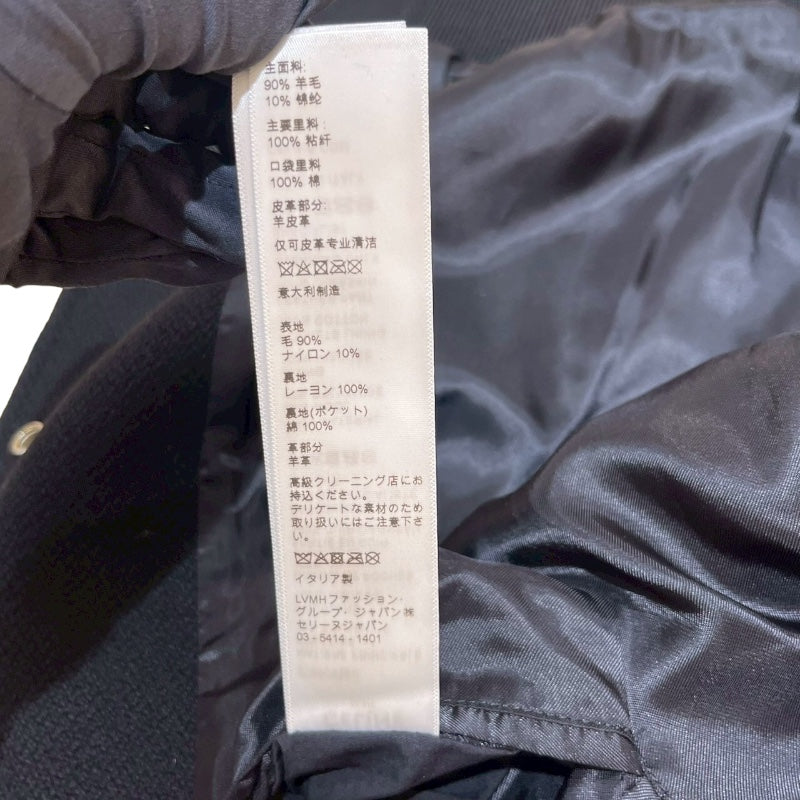 主面料:
90% 羊毛
10% 锦纶
主要里料:
100% 粘纤
口袋里料
100% 棉
皮革部分:
羊皮革
仅可皮革专业清洁
意大利制造
表地
毛 90%
ナイロン 10%
裏地
レーヨン 100%
裏地(ポケット)
綿 100%
革部分
羊革
高級クリーニング店にお
持込ください。
デリケートな素材のため
取り扱いにはご注意下さ
い。
イタリア製
LVMHファッション・
グループ・ジャパン㈱
セリーヌジャパン
03-5414-1401